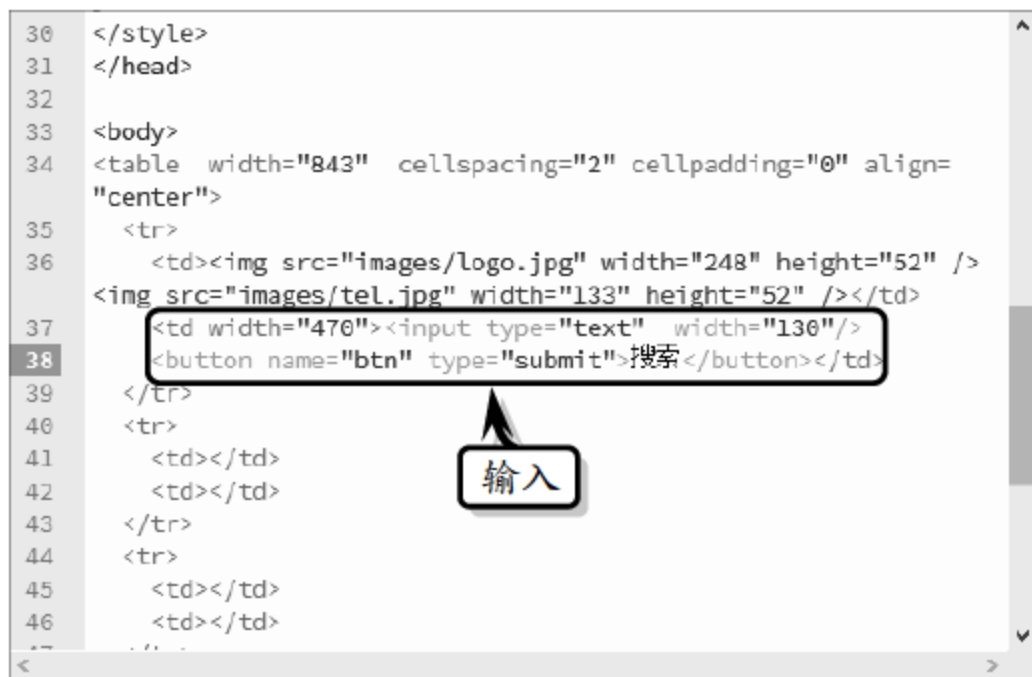 30 </style>
31 </head>
32
33 <body>
34 <table  width="843"  cellspacing="2" cellpadding="0" align=
"center">
35 <tr>
36 <td><img src="images/logo.jpg" width="248" height="52" />
<img src="images/tel.jpg" width="133" height="52" /></td>
37 <td width="470"><input type="text"  width="130"/>
38 <button name="btn" type="submit">搜索</button></td>
39 </tr>
40 <tr>
41 <td></td>
42 <td></td>
43 </tr>
44 <tr>
45 <td></td>
46 <td></td>
输入